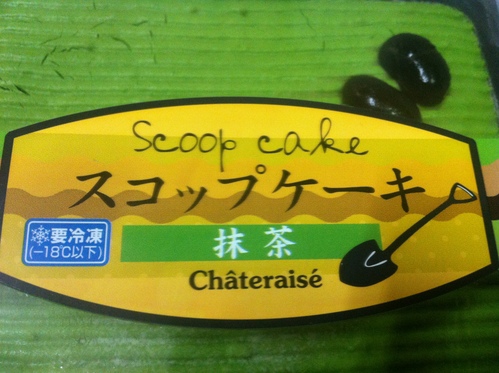 Scoop cake
スコップケーキ
要冷凍
(−18℃以下)
抹茶
Châteraisé